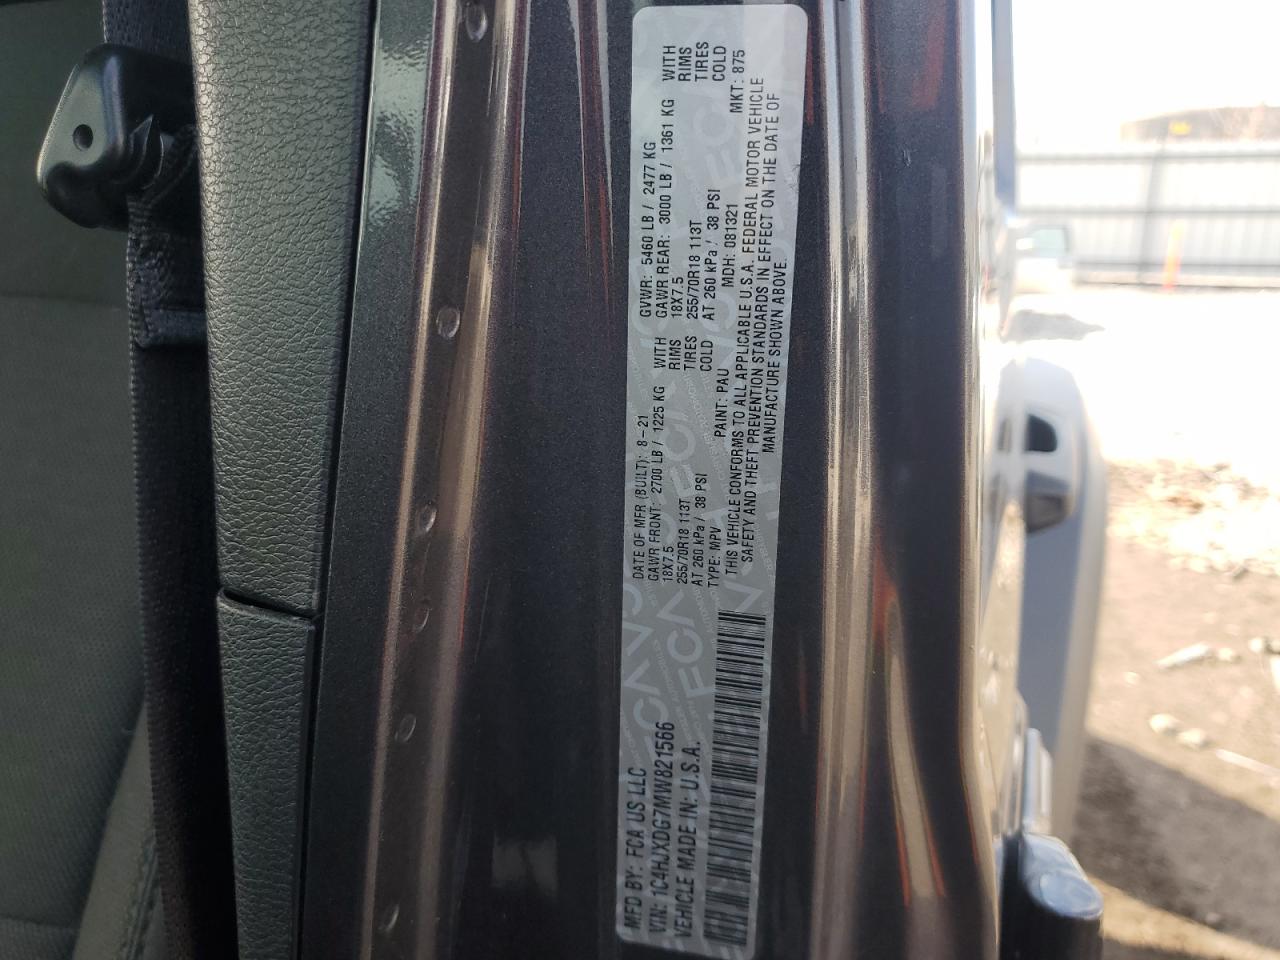 MFD BY: FCA US LLC
VIN: 1C4HJXDG7MW821566
VEHICLE MADE IN: U.S.A.
DATE OF MFR (BUILT): 8-21 GVWR: 5460 LB / 2477 KG
GAWR FRONT: 2700 LB / 1225 KG WITH GAWR REAR: 3000 LB / 1361 KG WITH
18X7.5 RIMS 18X7.5 RIMS
255/70R18 113T TIRES 255/70R18 113T TIRES
AT 260 kPa / 38 PSI COLD AT 260 kPa / 38 PSI COLD
TYPE: MPV PAINT: PAU MDH: 081321 MKT: 875
THIS VEHICLE CONFORMS TO ALL APPLICABLE U.S.A. FEDERAL MOTOR VEHICLE
SAFETY AND THEFT PREVENTION STANDARDS IN EFFECT ON THE DATE OF
MANUFACTURE SHOWN ABOVE.